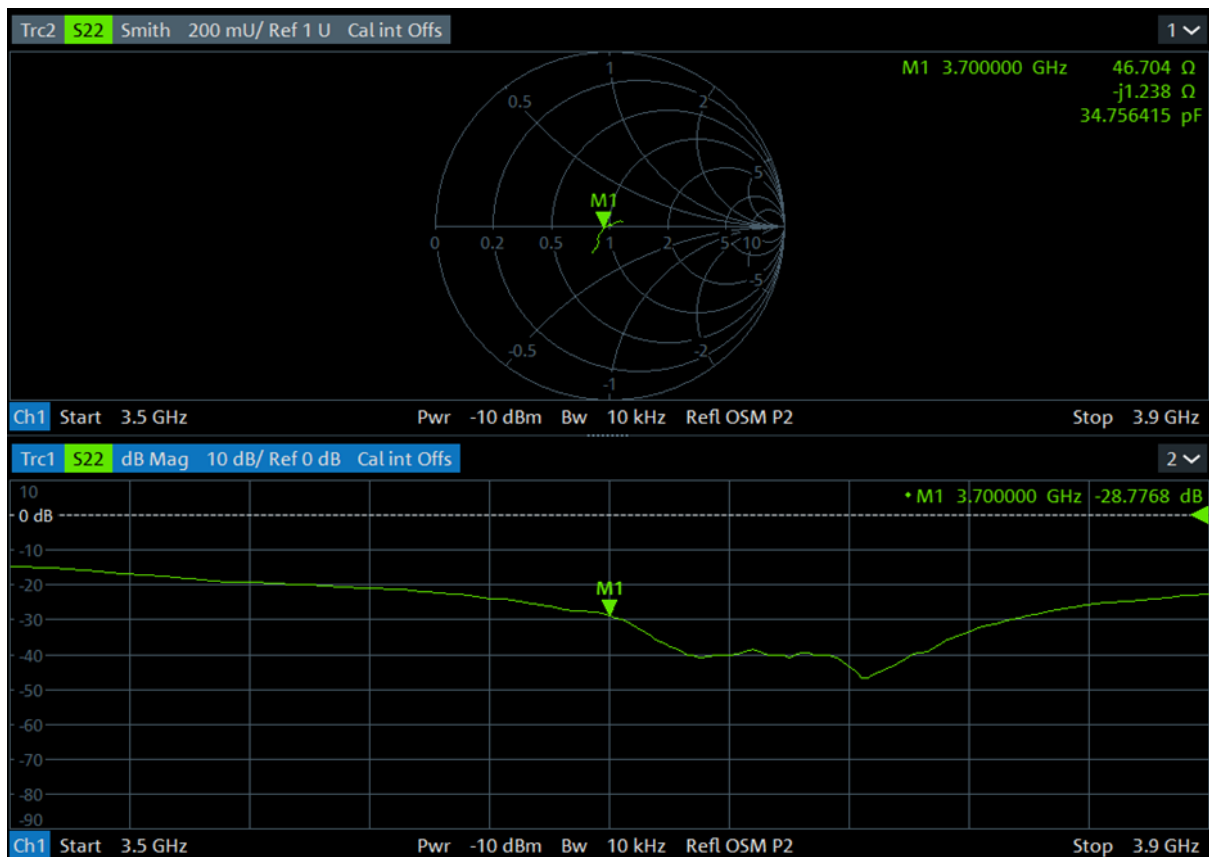 Trc2 S22 Smith 200 mU/ Ref 1 U Cal int Offs 1
M1 3.700000 GHz 46.704 Ω
-j1.238 Ω
34.756415 pF
1
0.5 2
5
M1
0 0.2 0.5 1 2 5 10
-5
-0.5 -2
-1
Ch1 Start 3.5 GHz Pwr -10 dBm Bw 10 kHz Refl OSM P2 Stop 3.9 GHz
Trc1 S22 dB Mag 10 dB/ Ref 0 dB Cal int Offs 2
10 • M1 3.700000 GHz -28.7768 dB
0 dB
-10
-20
M1
-30
-40
-50
-60
-70
-80
-90
Ch1 Start 3.5 GHz Pwr -10 dBm Bw 10 kHz Refl OSM P2 Stop 3.9 GHz